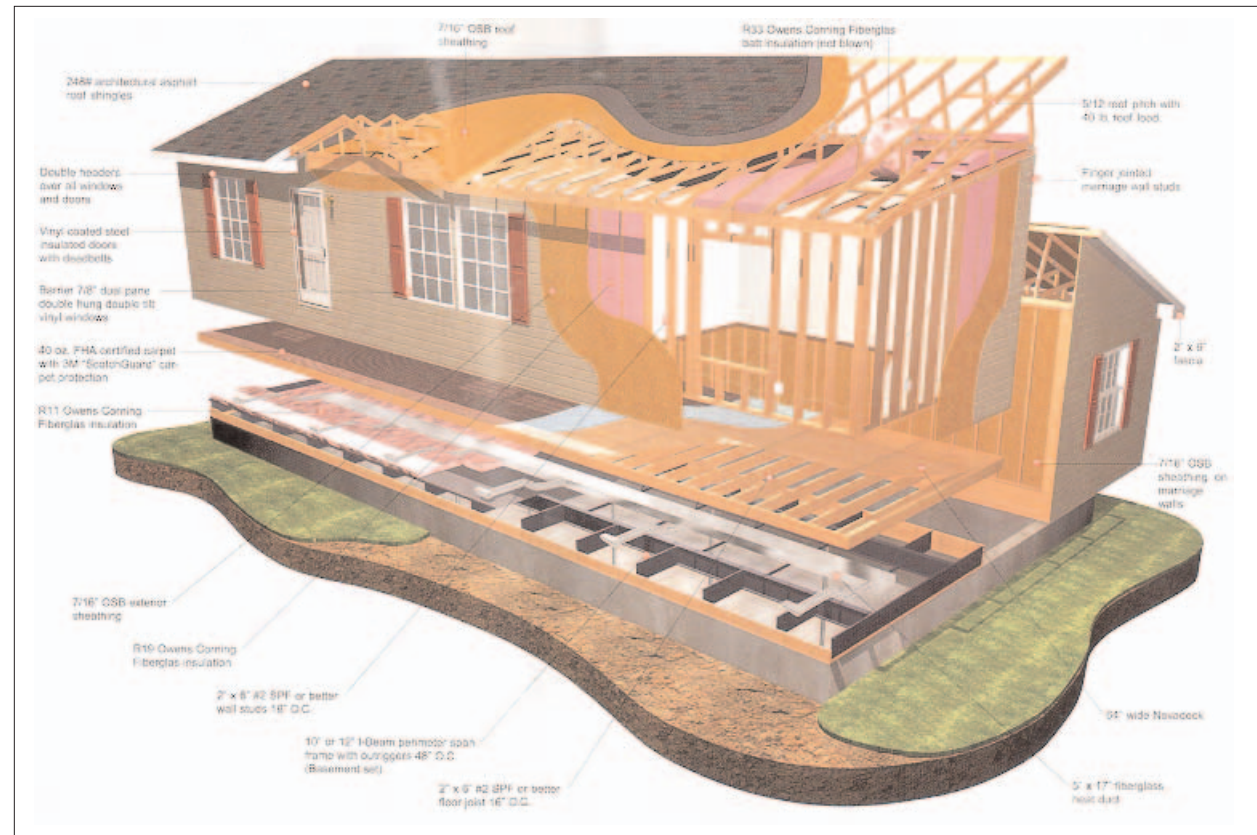 7/16" OSB roof
sheathing
R33 Owens Corning Fiberglas
batt insulation (not blown)
248# architectural asphalt
roof shingles
5/12 roof pitch with
40 lb. roof load.
Double headers
over all windows
and doors
Finger jointed
marriage wall studs
Vinyl coated steel
insulated doors
with deadbolts
Barrier 7/8" dual pane
double hung double tilt
vinyl windows
40 oz. FHA certified carpet
with 3M "ScotchGuard" car-
pet protection
2" x 6"
fascia
R11 Owens Corning
Fiberglas insulation
7/16" OSB
sheathing on
marriage
walls
7/16" OSB exterior
sheathing
R19 Owens Corning
Fiberglas insulation
2" x 6" #2 SPF or better
wall studs 16" O.C.
10" or 12" I-Beam perimeter span
frame with outriggers 48" O.C.
(Basement set)
2" x 6" #2 SPF or better
floor joist 16" O.C.
54" wide Novadeck
5" x 17" fiberglass
heat duct